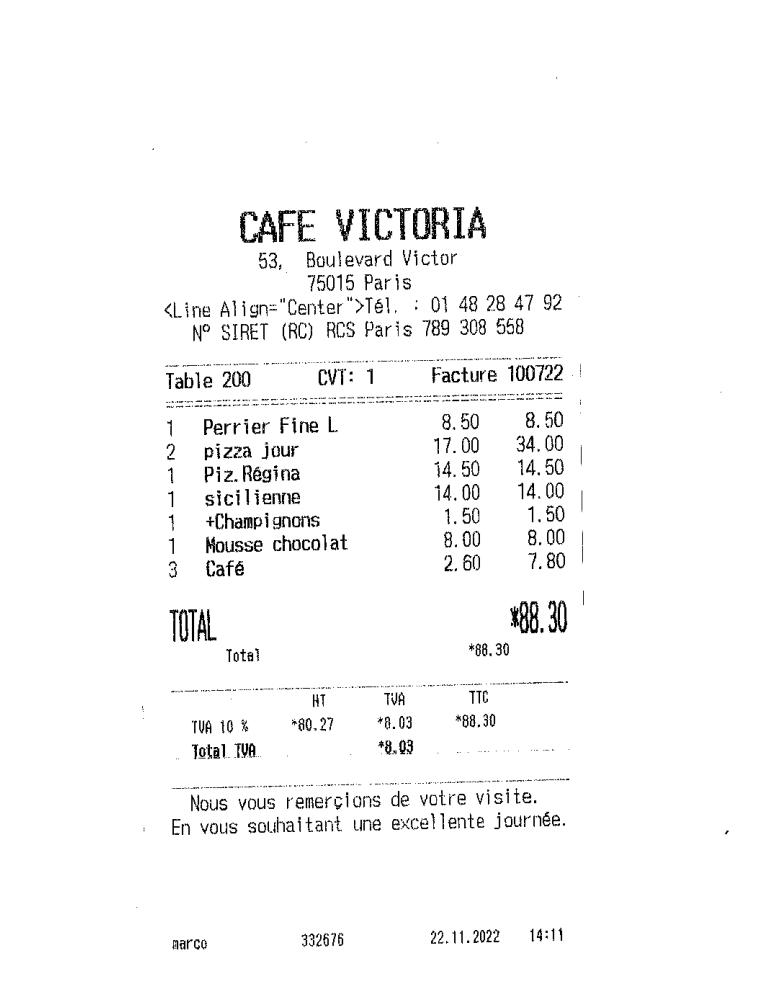 CAFE VICTORIA
53, Boulevard Victor
75015 Paris
<Line Align="Center">Tél. : 01 48 28 47 92
N° SIRET (RC) RCS Paris 789 308 558
Table 200 CVT: 1 Facture 100722
1 Perrier Fine L 8.50 8.50
2 pizza jour 17.00 34.00
1 Piz.Régina 14.50 14.50
1 sicilienne 14.00 14.00
1 +Champignons 1.50 1.50
1 Mousse chocolat 8.00 8.00
3 Café 2.60 7.80
TOTAL *88.30
Total *88.30
HT TVA TTC
TVA 10 % *80.27 *8.03 *88.30
Total TVA *8.03
Nous vous remerçions de votre visite.
En vous souhaitant une excellente journée.
marco 332676 22.11.2022 14:11